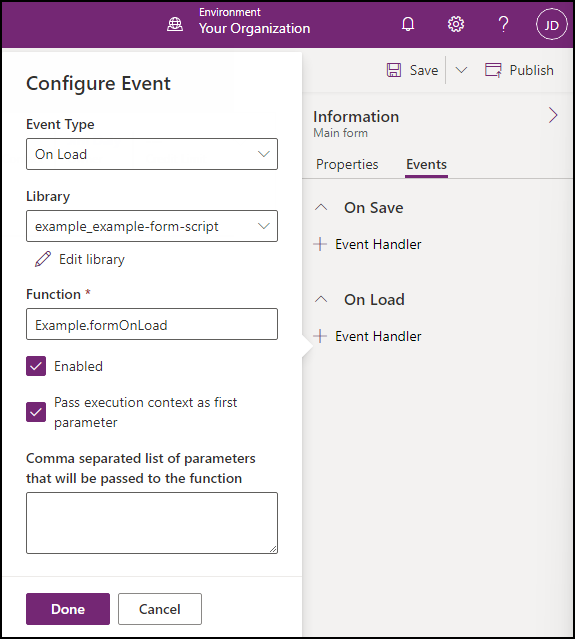 Environment
Your Organization
?
JD
Configure Event
Event Type
On Load
Library
example_example-form-script
Edit library
Function *
Example.formOnLoad
Enabled
Pass execution context as first
parameter
Comma separated list of parameters
that will be passed to the function
Done Cancel
Save Publish
Information
Main form
Properties Events
On Save
+ Event Handler
On Load
+ Event Handler